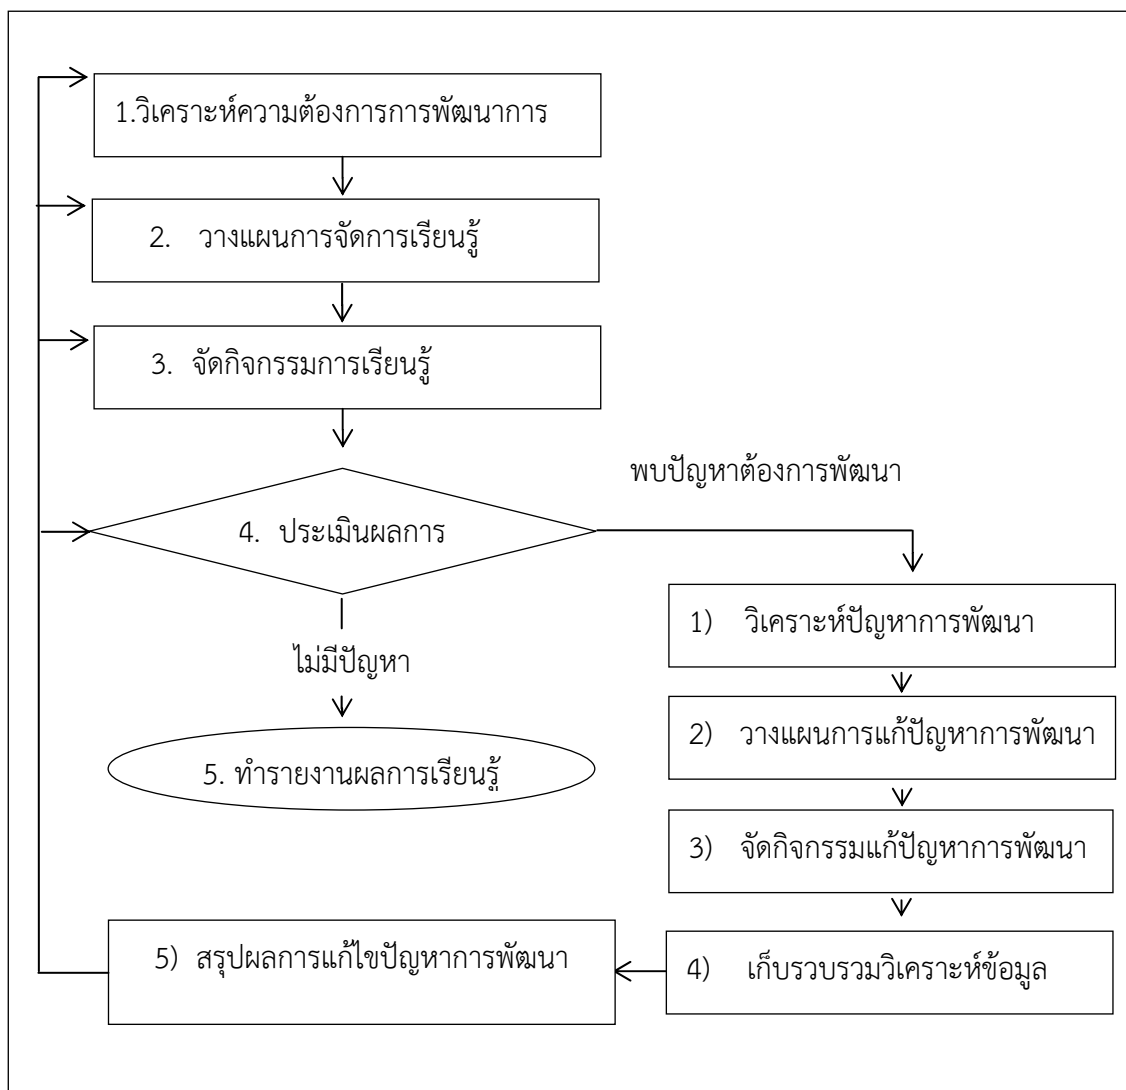 1.วิเคราะห์ความต้องการการพัฒนาการ
2. วางแผนการจัดการเรียนรู้
3. จัดกิจกรรมการเรียนรู้
พบปัญหาต้องการพัฒนา
4. ประเมินผลการ
ไม่มีปัญหา
5. ทำรายงานผลการเรียนรู้
1) วิเคราะห์ปัญหาการพัฒนา
2) วางแผนการแก้ปัญหาการพัฒนา
3) จัดกิจกรรมแก้ปัญหาการพัฒนา
4) เก็บรวบรวมวิเคราะห์ข้อมูล
5) สรุปผลการแก้ไขปัญหาการพัฒนา